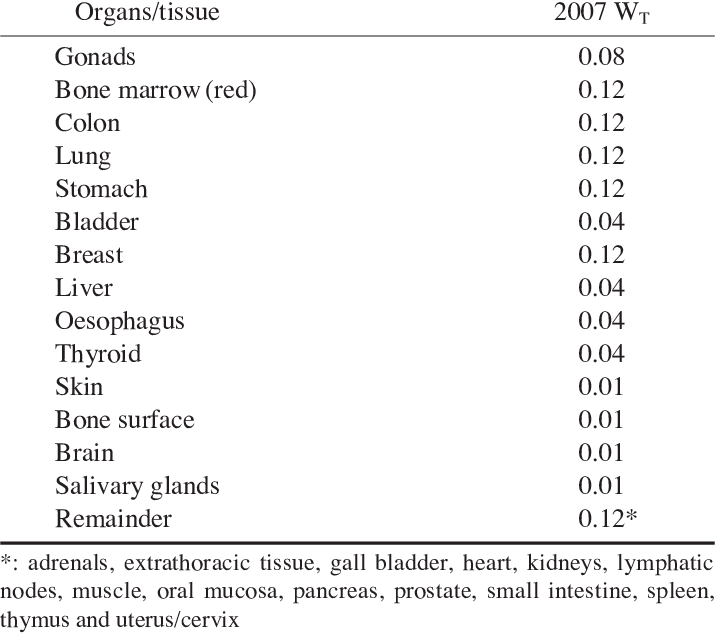 Organs/tissue 2007 WT
Gonads 0.08
Bone marrow (red) 0.12
Colon 0.12
Lung 0.12
Stomach 0.12
Bladder 0.04
Breast 0.12
Liver 0.04
Oesophagus 0.04
Thyroid 0.04
Skin 0.01
Bone surface 0.01
Brain 0.01
Salivary glands 0.01
Remainder 0.12*
*: adrenals, extrathoracic tissue, gall bladder, heart, kidneys, lymphatic
nodes, muscle, oral mucosa, pancreas, prostate, small intestine, spleen,
thymus and uterus/cervix